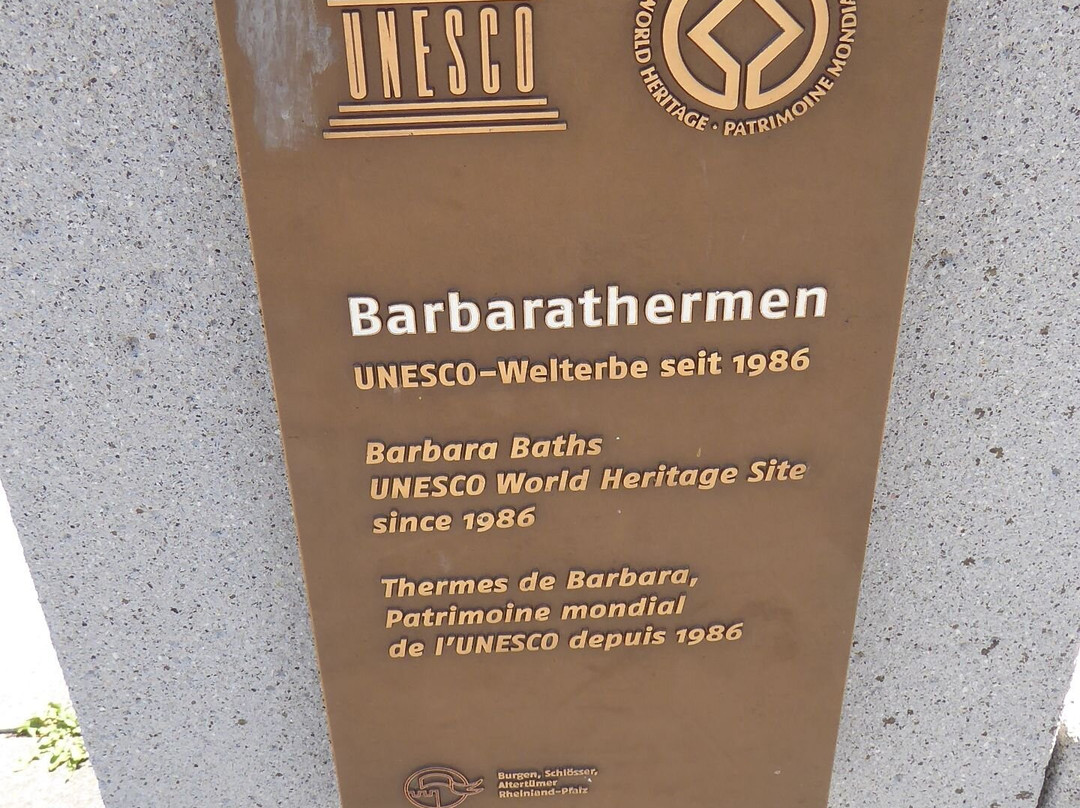 UNESCO
WORLD HERITAGE • PATRIMOINE MONDIAL
Barbarathermen
UNESCO-Welterbe seit 1986
Barbara Baths
UNESCO World Heritage Site
since 1986
Thermes de Barbara,
Patrimoine mondial
de l'UNESCO depuis 1986
Burgen, Schlösser,
Altertümer
Rheinland-Pfalz